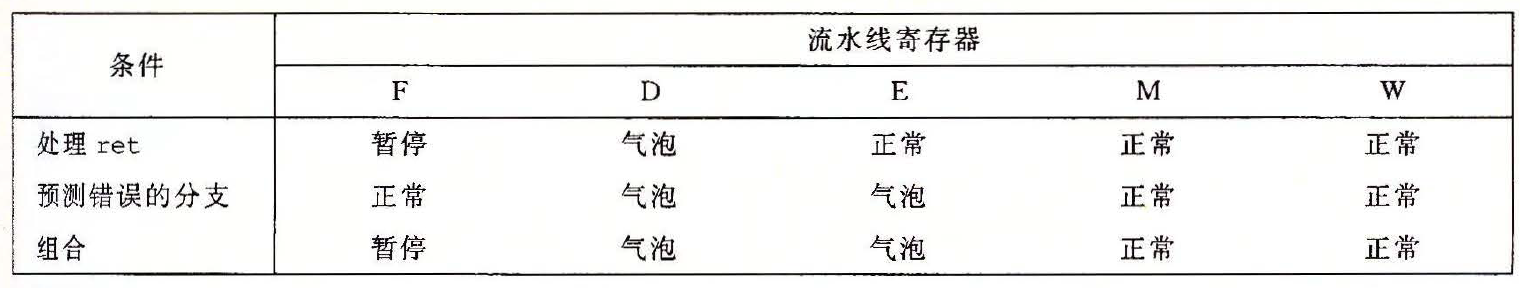 条件 流水线寄存器
F D E M W
处理 ret 暂停 气泡 正常 正常 正常
预测错误的分支 正常 气泡 气泡 正常 正常
组合 暂停 气泡 气泡 正常 正常